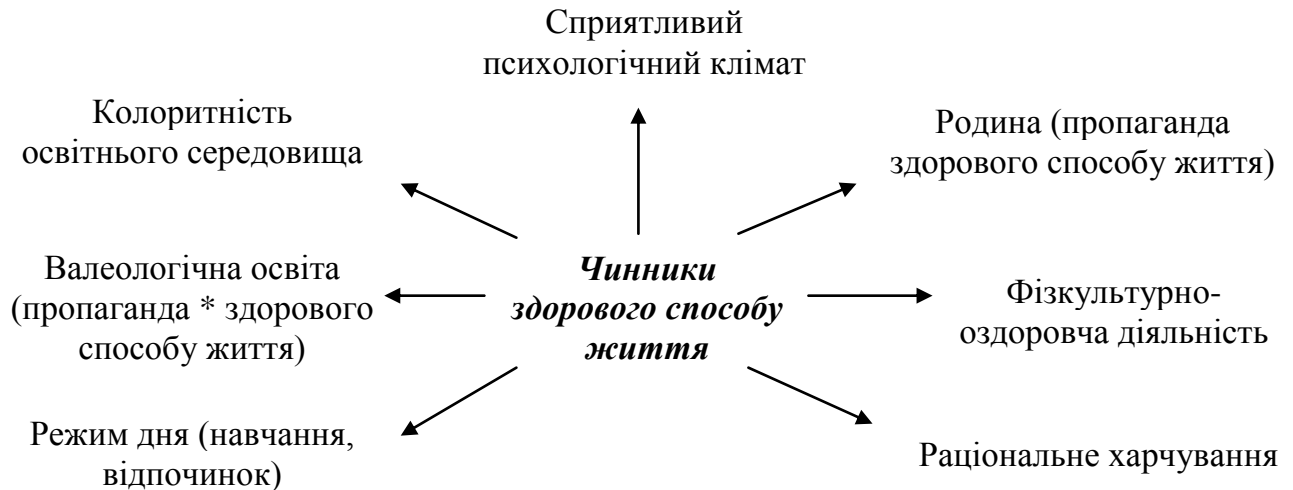 Сприятливий
психологічний клімат
Колоритність
освітнього середовища
Родина (пропаганда
здорового способу життя)
Валеологічна освіта
(пропаганда * здорового
способу життя)
Чинники
здорового способу
життя
Фізкультурно-
оздоровча діяльність
Режим дня (навчання,
відпочинок)
Раціональне харчування